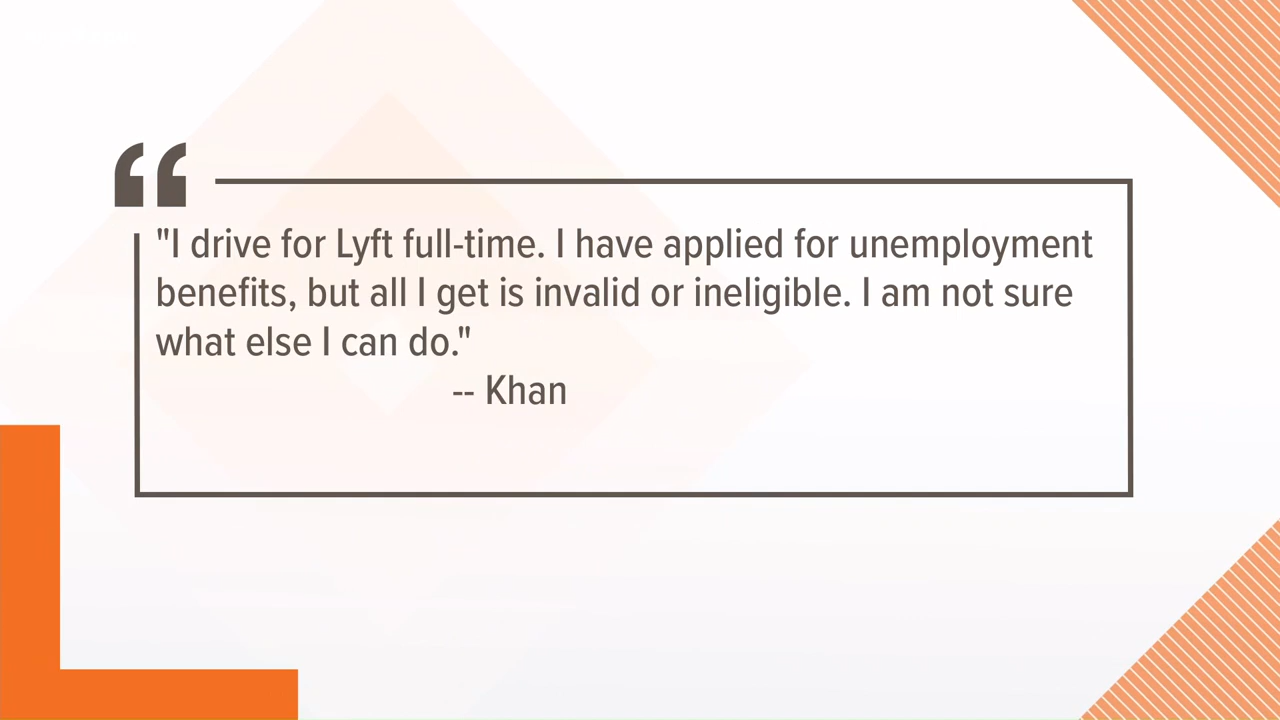 "I drive for Lyft full-time. I have applied for unemployment
benefits, but all I get is invalid or ineligible. I am not sure
what else I can do."
-- Khan